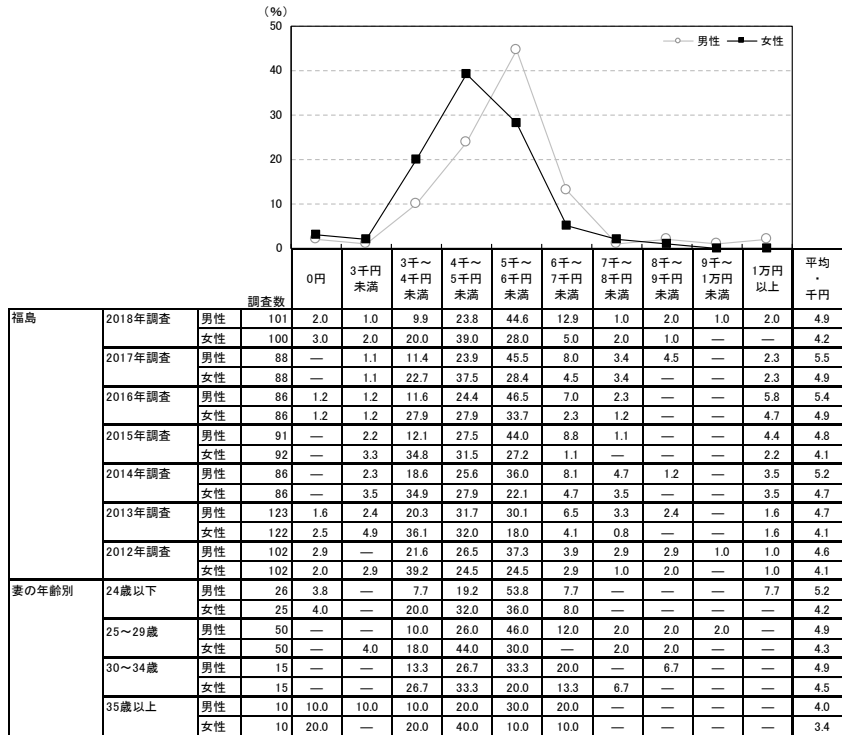 （％）
50
40
30
20
10
0
男性 女性
調査数 0円 3千円未満 3千～4千円未満 4千～5千円未満 5千～6千円未満 6千～7千円未満 7千～8千円未満 8千～9千円未満 9千～1万円未満 1万円以上 平均・千円
福島 2018年調査 男性 101 2.0 1.0 9.9 23.8 44.6 12.9 1.0 2.0 1.0 2.0 4.9
女性 100 3.0 2.0 20.0 39.0 28.0 5.0 2.0 1.0 — — 4.2
2017年調査 男性 88 — 1.1 11.4 23.9 45.5 8.0 3.4 4.5 — 2.3 5.5
女性 88 — 1.1 22.7 37.5 28.4 4.5 3.4 — — 2.3 4.9
2016年調査 男性 86 1.2 1.2 11.6 24.4 46.5 7.0 2.3 — — 5.8 5.4
女性 86 1.2 1.2 27.9 27.9 33.7 2.3 1.2 — — 4.7 4.9
2015年調査 男性 91 — 2.2 12.1 27.5 44.0 8.8 1.1 — — 4.4 4.8
女性 92 — 3.3 34.8 31.5 27.2 1.1 — — — 2.2 4.1
2014年調査 男性 86 — 2.3 18.6 25.6 36.0 8.1 4.7 1.2 — 3.5 5.2
女性 86 — 3.5 34.9 27.9 22.1 4.7 3.5 — — 3.5 4.7
2013年調査 男性 123 1.6 2.4 20.3 31.7 30.1 6.5 3.3 2.4 — 1.6 4.7
女性 122 2.5 4.9 36.1 32.0 18.0 4.1 0.8 — — 1.6 4.1
2012年調査 男性 102 2.9 — 21.6 26.5 37.3 3.9 2.9 2.9 1.0 1.0 4.6
女性 102 2.0 2.9 39.2 24.5 24.5 2.9 1.0 2.0 — 1.0 4.1
妻の年齢別 24歳以下 男性 26 3.8 — 7.7 19.2 53.8 7.7 — — — 7.7 5.2
女性 25 4.0 — 20.0 32.0 36.0 8.0 — — — — 4.2
25～29歳 男性 50 — — 10.0 26.0 46.0 12.0 2.0 2.0 2.0 — 4.9
女性 50 — 4.0 18.0 44.0 30.0 — 2.0 2.0 — — 4.3
30～34歳 男性 15 — — 13.3 26.7 33.3 20.0 — 6.7 — — 4.9
女性 15 — — 26.7 33.3 20.0 13.3 6.7 — — — 4.5
35歳以上 男性 10 10.0 10.0 10.0 20.0 30.0 20.0 — — — — 4.0
女性 10 20.0 — 20.0 40.0 10.0 10.0 — — — — 3.4